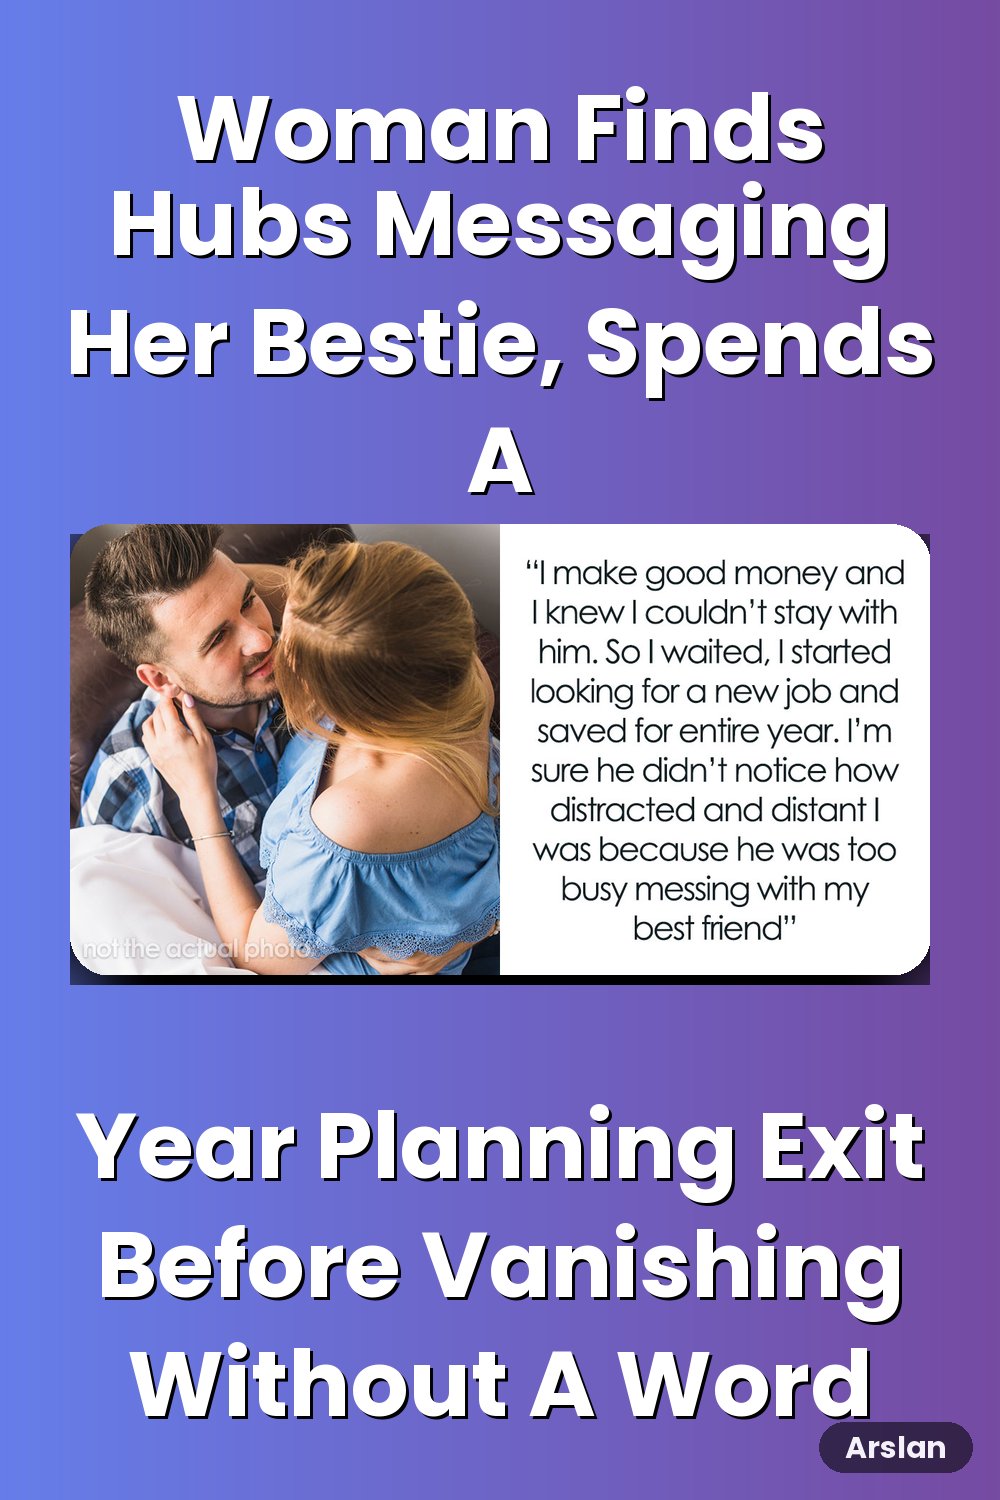 Woman Finds
Hubs Messaging
Her Bestie, Spends
A
“I make good money and
I knew I couldn’t stay with
him. So I waited, I started
looking for a new job and
saved for entire year. I’m
sure he didn’t notice how
distracted and distant I
was because he was too
busy messing with my
best friend”
not the actual photo
Year Planning Exit
Before Vanishing
Without A Word
Arslan